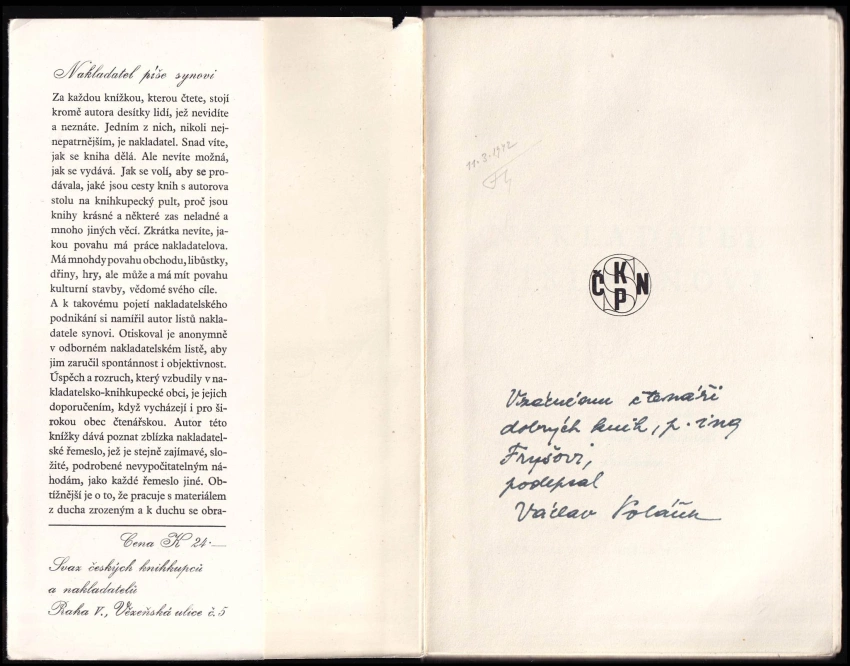 Nakladatel píše synovi
Za každou knížkou, kterou čtete, stojí
kromě autora desítky lidí, jež nevidíte
a neznáte. Jedním z nich, nikoli nej-
nepatrnějším, je nakladatel. Snad víte,
jak se kniha dělá. Ale nevíte možná,
jak se vydává. Jak se volí, aby se pro-
dávala, jaké jsou cesty knih s autorova
stolu na knihkupecký pult, proč jsou
knihy krásné a některé zas neladné a
mnoho jiných věcí. Zkrátka nevíte, ja-
kou povahu má práce nakladatelova.
Má mnohdy povahu obchodu, libůstky,
dřiny, hry, ale může a má mít povahu
kulturní stavby, vědomé svého cíle.
A k takovému pojetí nakladatelského
podnikání si namířil autor listů nakla-
datele synovi. Otiskoval je anonymně
v odborném nakladatelském listě, aby
jim zaručil spontánnost i objektivnost.
Úspěch a rozruch, který vzbudily v na-
kladatelsko-knihkupecké obci, je jejich
doporučením, když vycházejí i pro ši-
rokou obec čtenářskou. Autor této
knížky dává poznat zblízka nakladatel-
ské řemeslo, jež je stejně zajímavé, slo-
žité, podrobené nevypočitatelným ná-
hodám, jako každé řemeslo jiné. Ob-
tížnější je o to, že pracuje s materiálem
z ducha zrozeným a k duchu se obra-
Cena K 24·—
Svaz českých knihkupců
a nakladatelů
Praha V., Vězeňská ulice č. 5
11.3.1972
K
Č N
P
Vzácnému čtenáři
dobrých knih, p. ing
Fryšovi,
podepsal
Václav Poláček